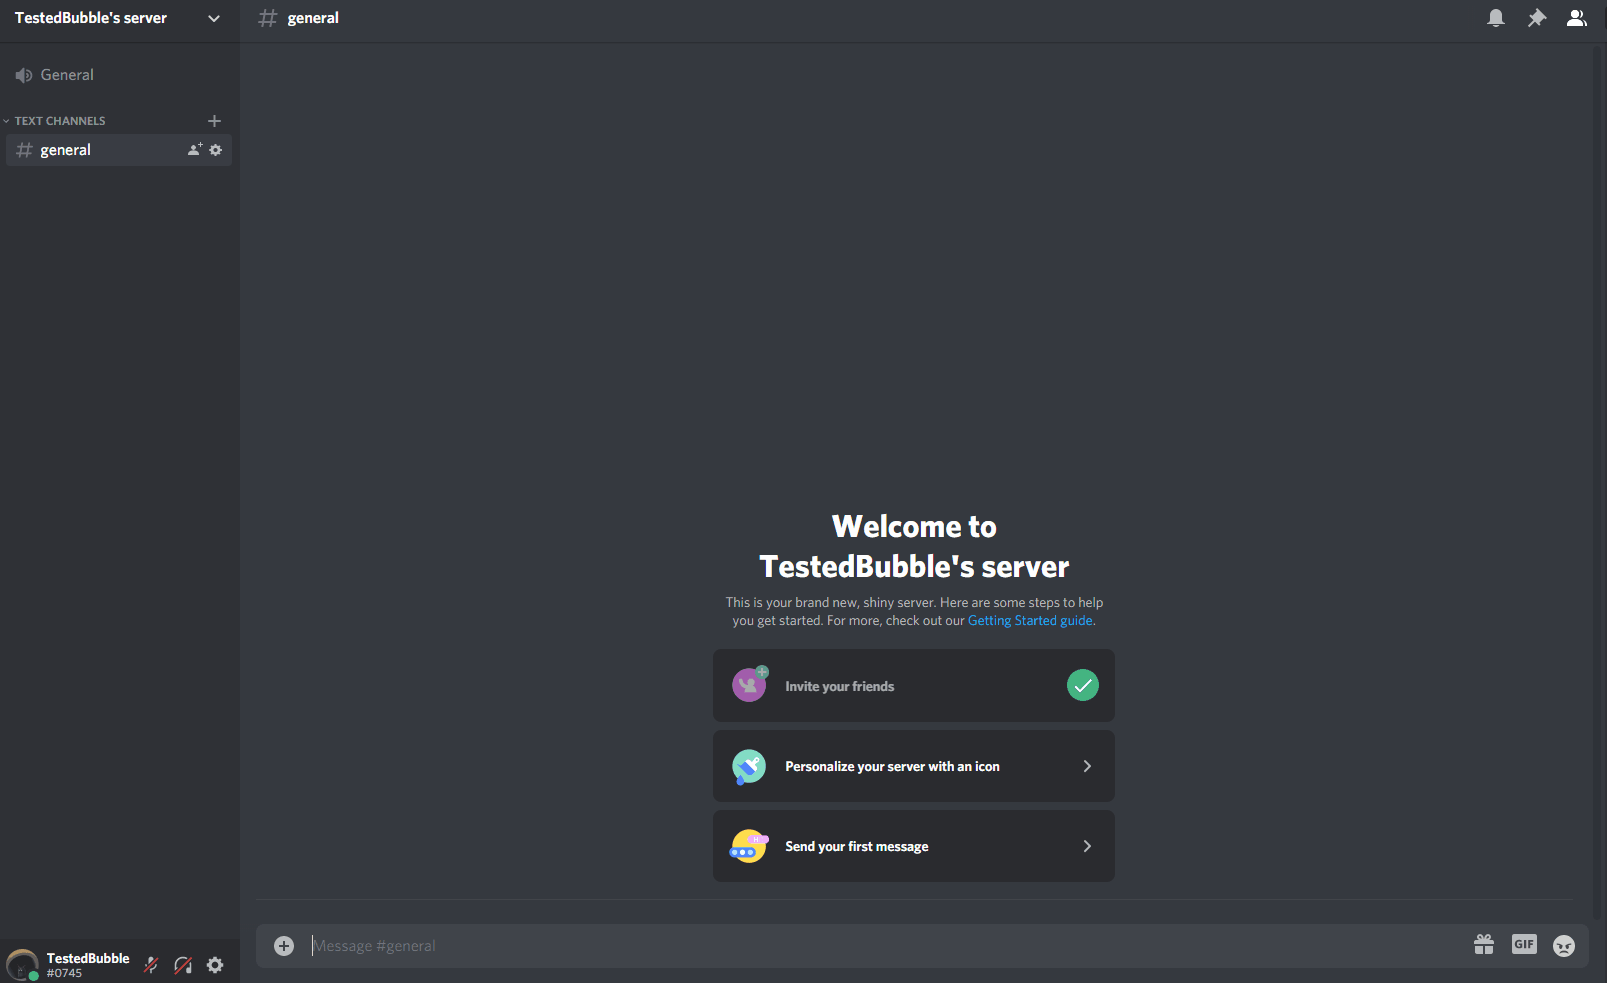 TestedBubble's server
general
General
TEXT CHANNELS
general
Welcome to
TestedBubble's server
This is your brand new, shiny server. Here are some steps to help
you get started. For more, check out our Getting Started guide.
Invite your friends
Personalize your server with an icon
Send your first message
Message #general
GIF
TestedBubble
#0745